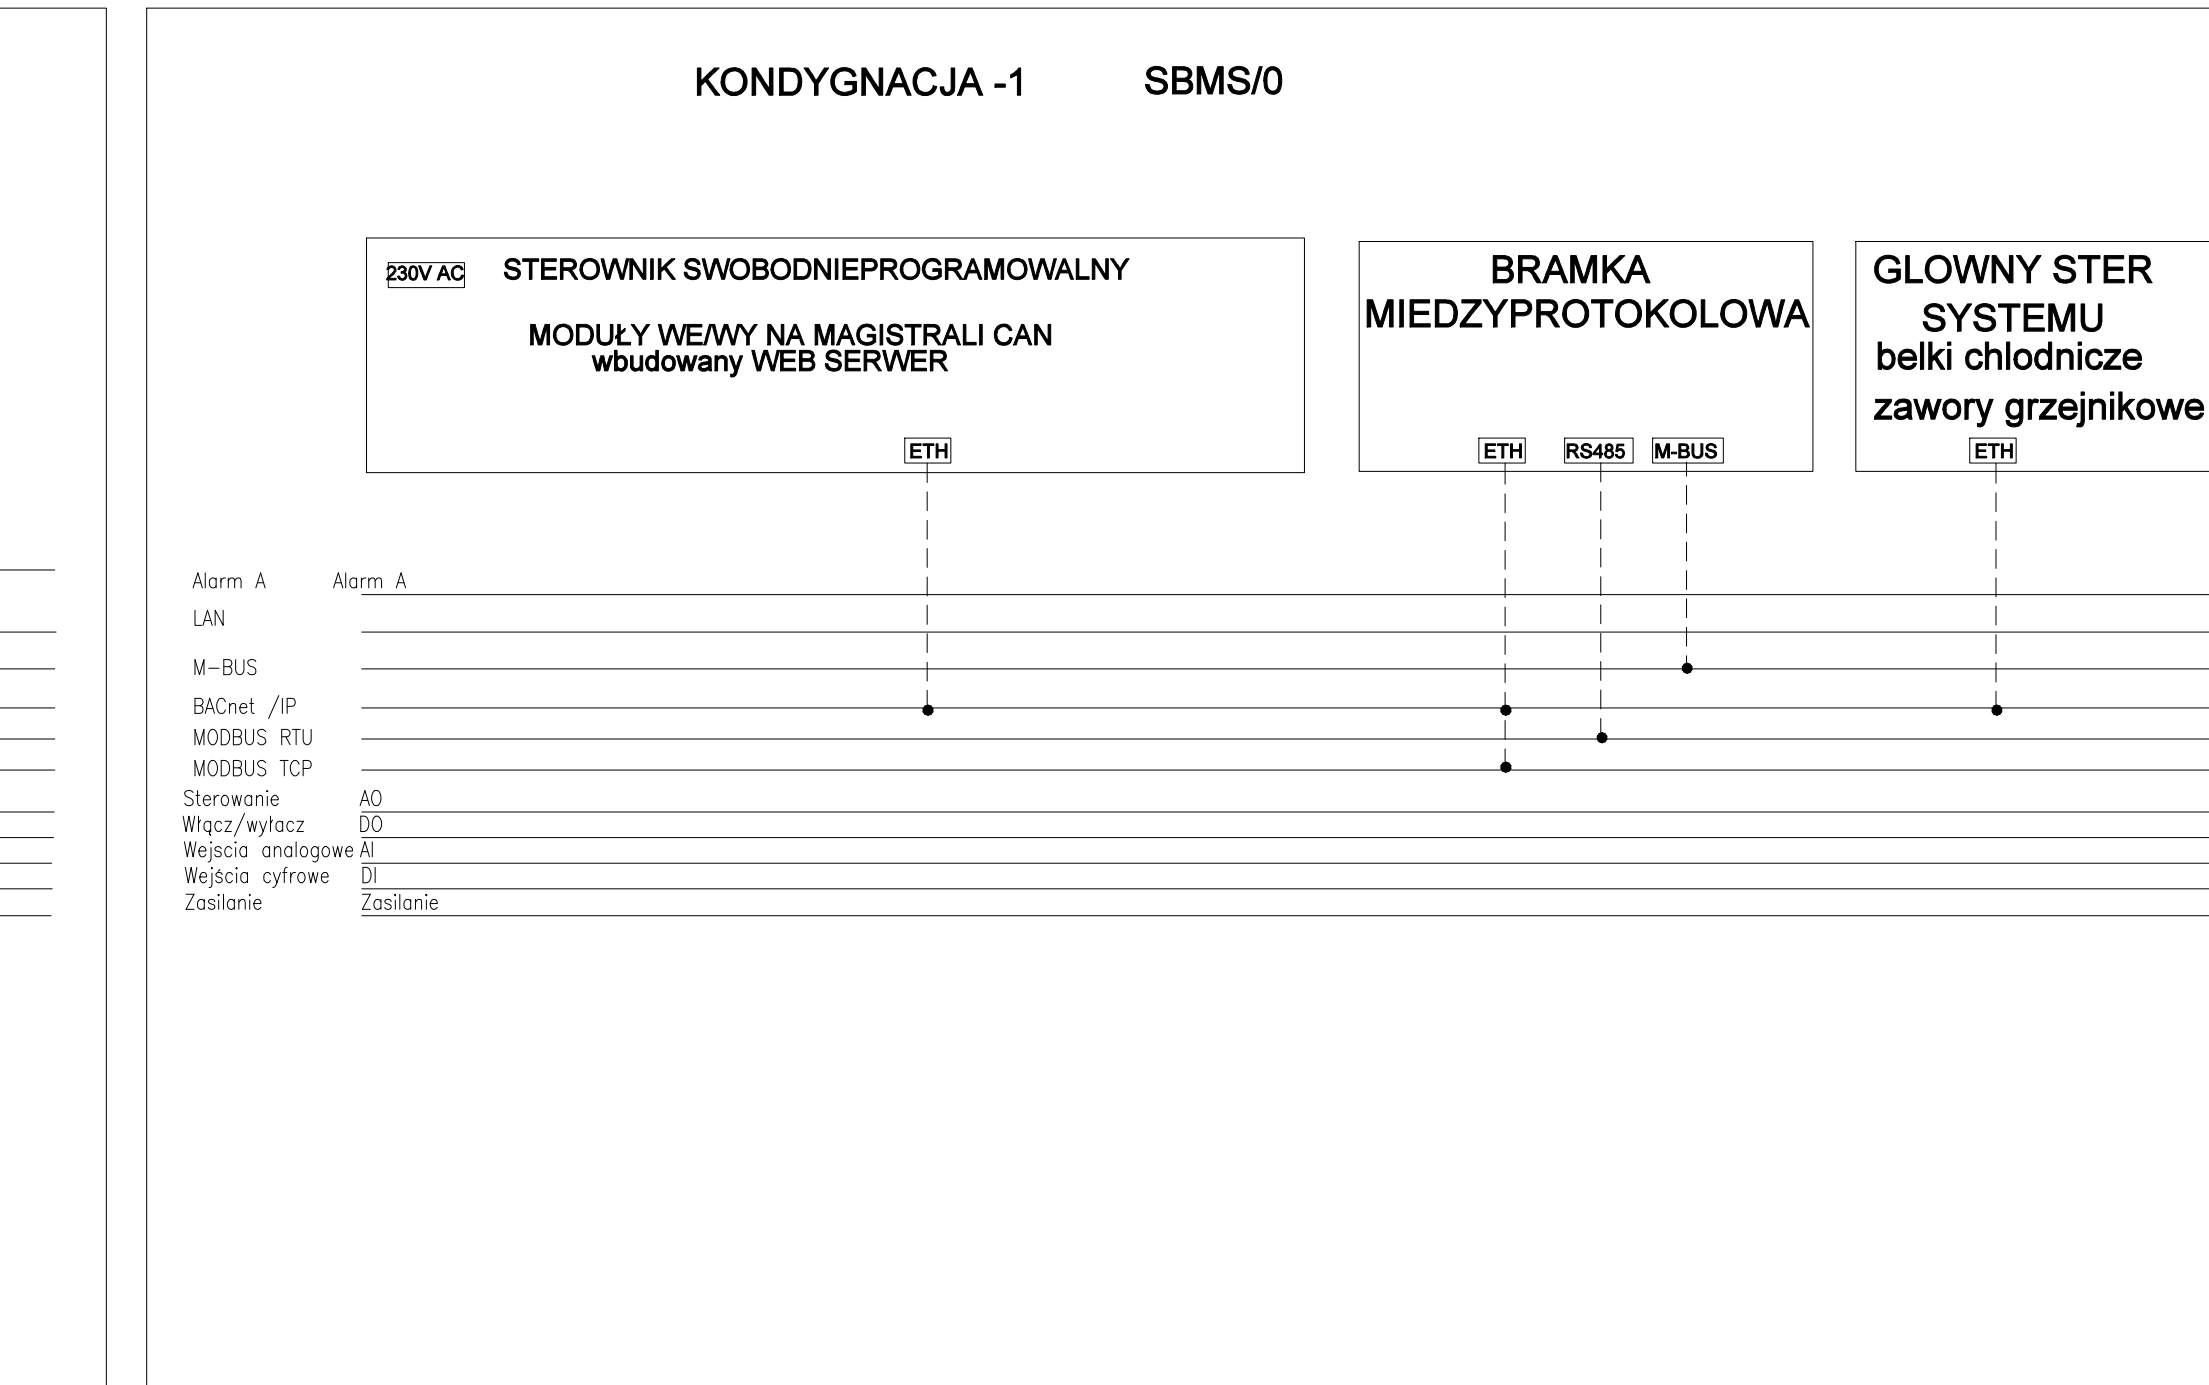 KONDYGNACJA -1 SBMS/0
230V AC STEROWNIK SWOBODNIEPROGRAMOWALNY
MODUŁY WE/WY NA MAGISTRALI CAN
wbudowany WEB SERWER
ETH
BRAMKA
MIEDZYPROTOKOLOWA
ETH RS485 M-BUS
GLOWNY STER
SYSTEMU
belki chlodnicze
zawory grzejnikowe
ETH
Alarm A Alarm A
LAN
M-BUS
BACnet /IP
MODBUS RTU
MODBUS TCP
Sterowanie AO
Włącz/wyłacz DO
Wejscia analogowe AI
Wejścia cyfrowe DI
Zasilanie Zasilanie